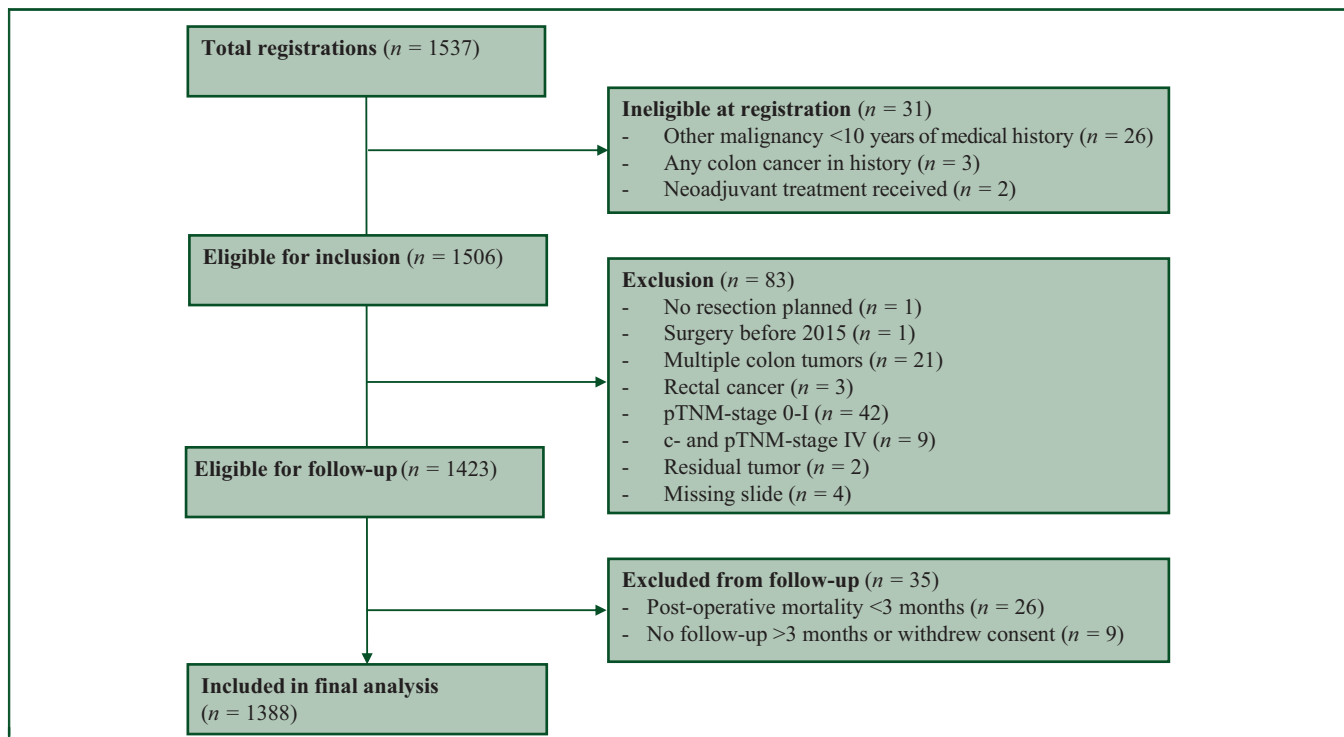 Total registrations (n = 1537)
Ineligible at registration (n = 31)
- Other malignancy <10 years of medical history (n = 26)
- Any colon cancer in history (n = 3)
- Neoadjuvant treatment received (n = 2)
Eligible for inclusion (n = 1506)
Exclusion (n = 83)
- No resection planned (n = 1)
- Surgery before 2015 (n = 1)
- Multiple colon tumors (n = 21)
- Rectal cancer (n = 3)
- pTNM-stage 0-I (n = 42)
- c- and pTNM-stage IV (n = 9)
- Residual tumor (n = 2)
- Missing slide (n = 4)
Eligible for follow-up (n = 1423)
Excluded from follow-up (n = 35)
- Post-operative mortality <3 months (n = 26)
- No follow-up >3 months or withdrew consent (n = 9)
Included in final analysis
(n = 1388)